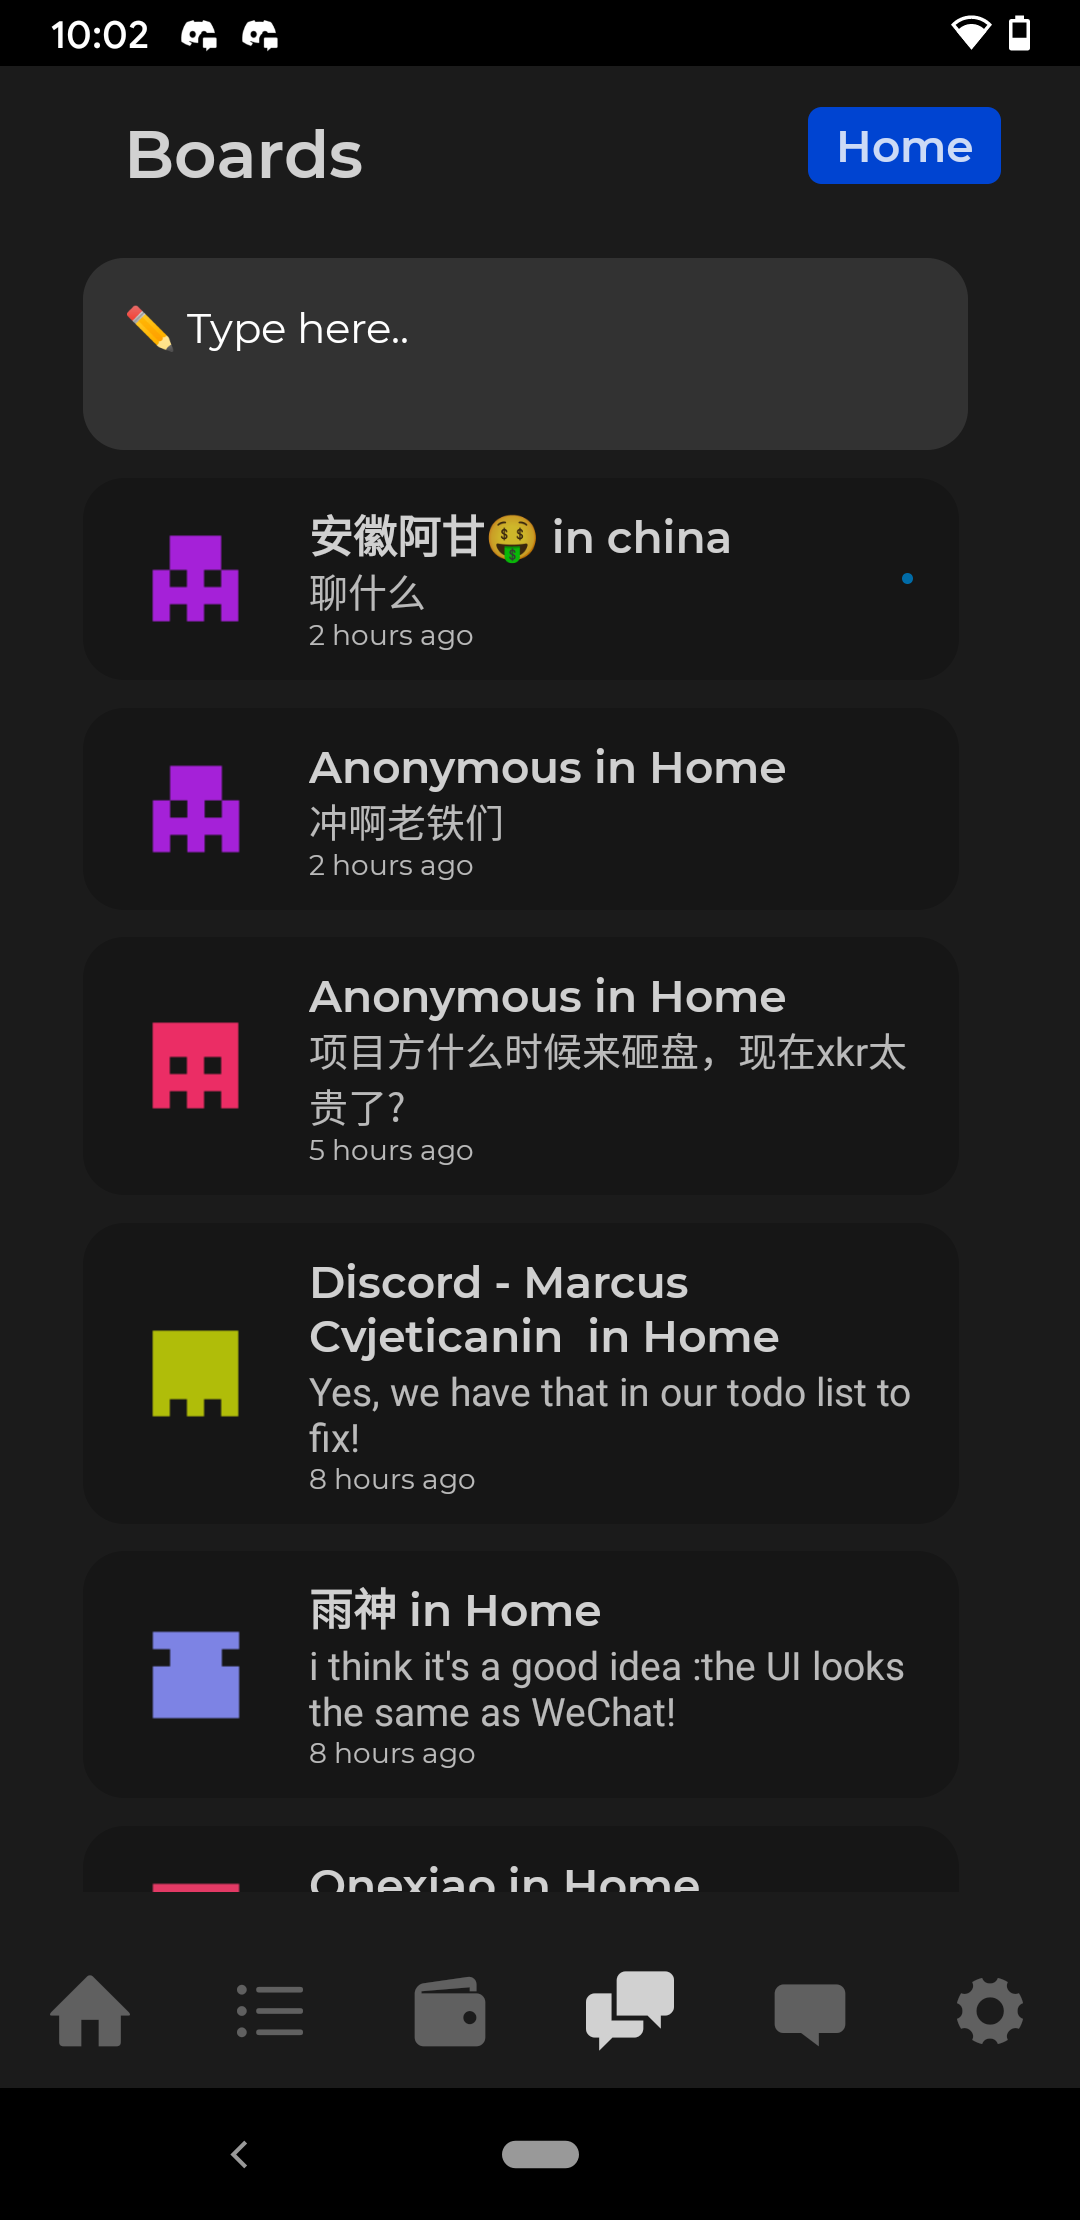 10:02
Boards
Home
✏️ Type here..
安徽阿甘🤑 in china
聊什么
2 hours ago
Anonymous in Home
冲啊老铁们
2 hours ago
Anonymous in Home
项目方什么时候来砸盘，现在xkr太
贵了?
5 hours ago
Discord - Marcus
Cvjeticanin  in Home
Yes, we have that in our todo list to
fix!
8 hours ago
雨神 in Home
i think it's a good idea :the UI looks
the same as WeChat!
8 hours ago
Onexiao in Home